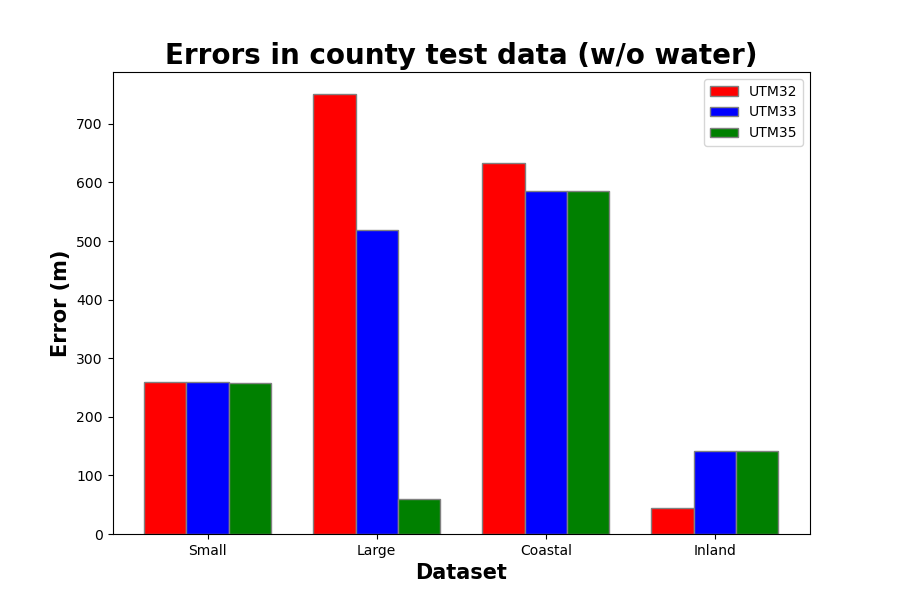 Errors in county test data (w/o water)
UTM32
UTM33
UTM35
Error (m)
700
600
500
400
300
200
100
0
Small Large Coastal Inland
Dataset